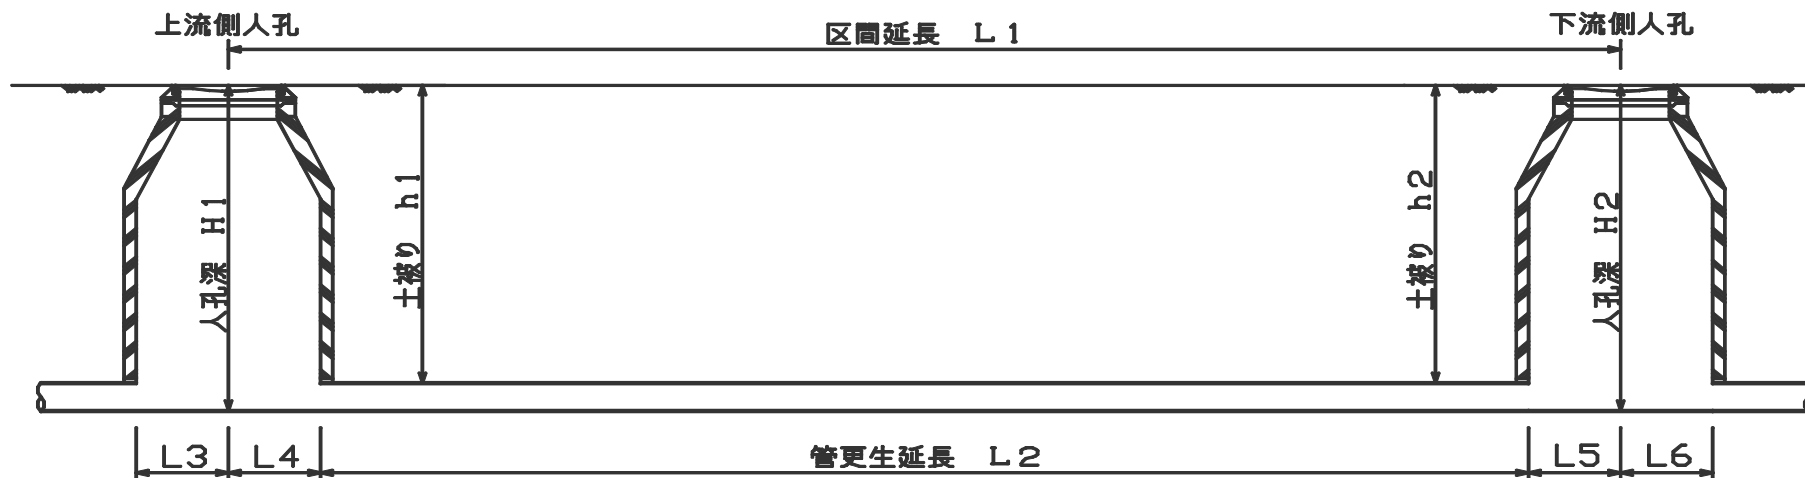 上流側人孔
区間延長　Ｌ１
下流側人孔
人孔深　Ｈ１
土被り　ｈ１
土被り　ｈ２
人孔深　Ｈ２
Ｌ３
Ｌ４
管更生延長　Ｌ２
Ｌ５
Ｌ６